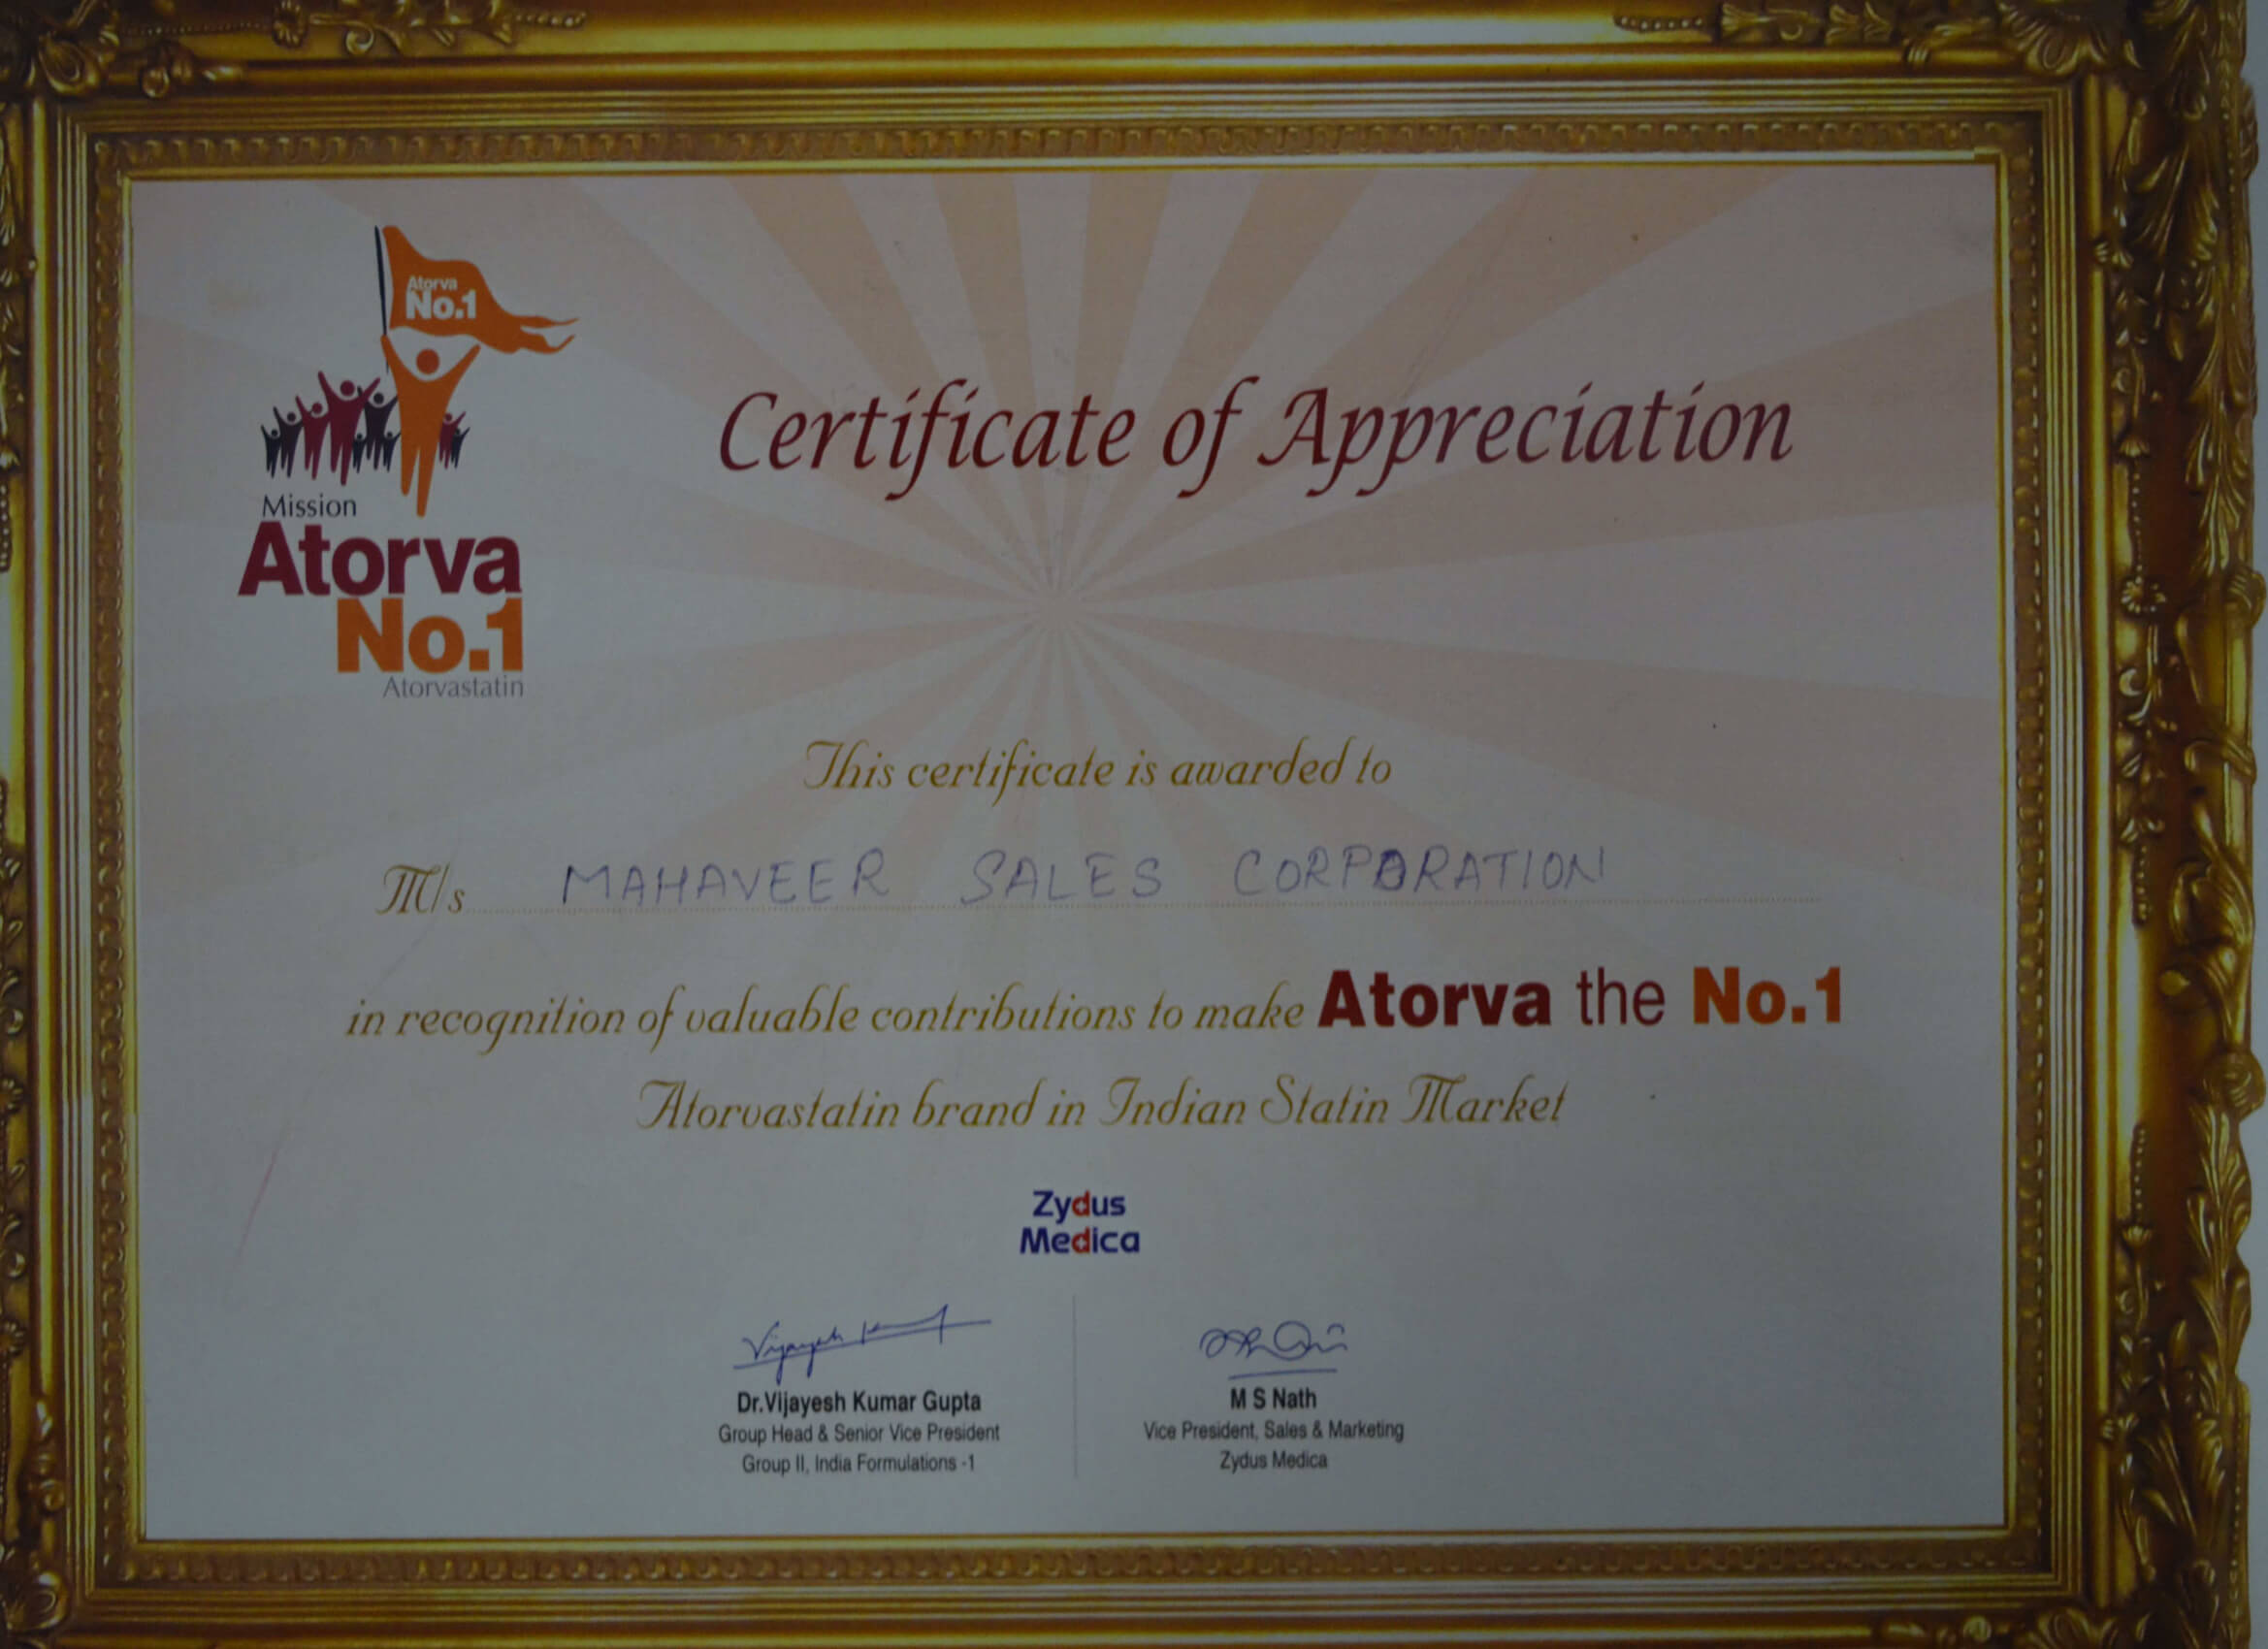 Atorva
No.1
Mission
Atorva
No.1
Atorvastatin
Certificate of Appreciation
This certificate is awarded to
M/s MAHAVEER SALES CORPORATION
in recognition of valuable contributions to make Atorva the No.1
Atorvastatin brand in Indian Statin Market
Zydus
Medica
Vijayesh
Dr.Vijayesh Kumar Gupta
Group Head & Senior Vice President
Group II, India Formulations -1
M S Nath
Vice President, Sales & Marketing
Zydus Medica